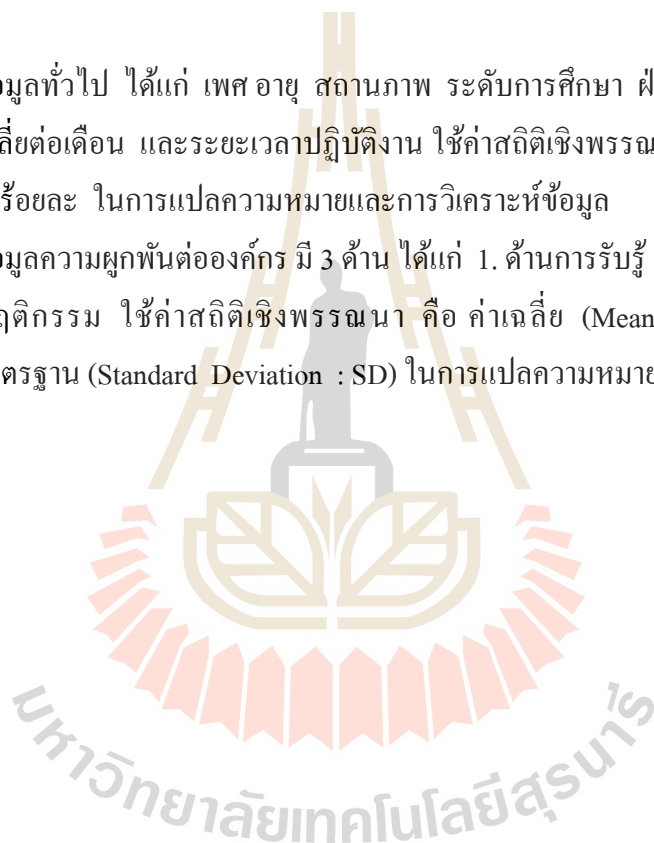 อมูลทั่วไป ได้แก่ เพศ อายุ สถานภาพ ระดับการศึกษา ฝ่
ลี่ยต่อเดือน และระยะเวลาปฏิบัติงาน ใช้ค่าสถิติเชิงพรรณ
ร้อยละ ในการแปลความหมายและการวิเคราะห์ข้อมูล
อมูลความผูกพันต่อองค์กร มี 3 ด้าน ได้แก่ 1. ด้านการรับรู้
ฤติกรรม ใช้ค่าสถิติเชิงพรรณนา คือ ค่าเฉลี่ย (Mean
ตรฐาน (Standard Deviation : SD) ในการแปลความหมาย
มหาวิทยาลัยเทคโนโลยีสุรนารี